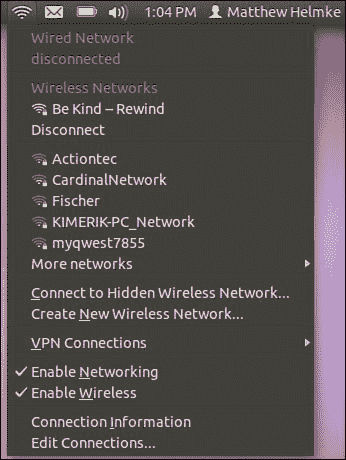 1:04 PM Matthew Helmke
Wired Network
disconnected
Wireless Networks
Be Kind – Rewind
Disconnect
Actiontec
CardinalNetwork
Fischer
KIMERIK-PC_Network
myqwest7855
More networks
Connect to Hidden Wireless Network...
Create New Wireless Network...
VPN Connections
Enable Networking
Enable Wireless
Connection Information
Edit Connections...